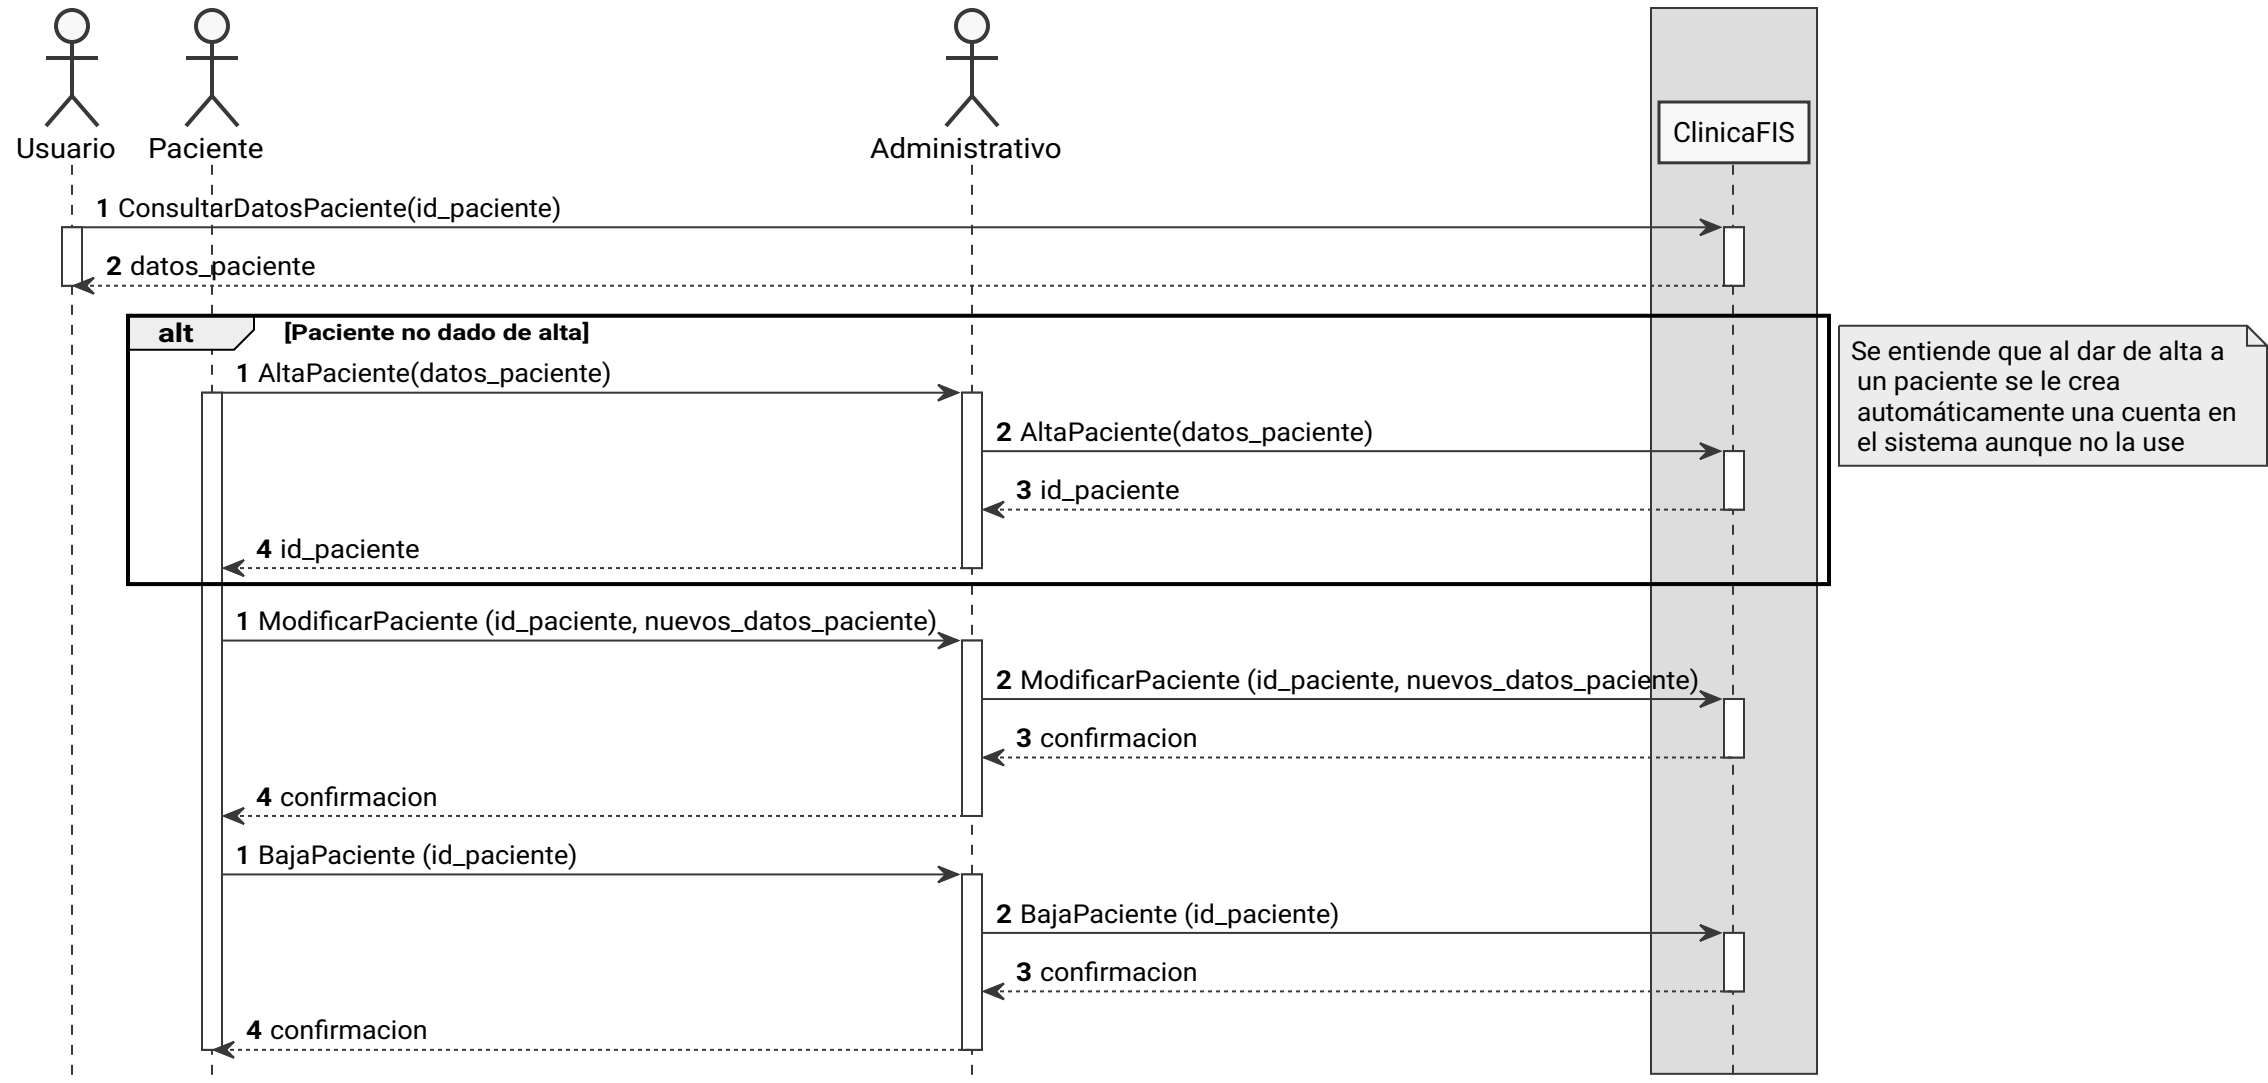 Usuario
Paciente
Administrativo
ClinicaFIS
1 ConsultarDatosPaciente(id_paciente)
2 datos_paciente
alt [Paciente no dado de alta]
Se entiende que al dar de alta a
un paciente se le crea
automáticamente una cuenta en
el sistema aunque no la use
1 AltaPaciente(datos_paciente)
2 AltaPaciente(datos_paciente)
3 id_paciente
4 id_paciente
1 ModificarPaciente (id_paciente, nuevos_datos_paciente)
2 ModificarPaciente (id_paciente, nuevos_datos_paciente)
3 confirmacion
4 confirmacion
1 BajaPaciente (id_paciente)
2 BajaPaciente (id_paciente)
3 confirmacion
4 confirmacion